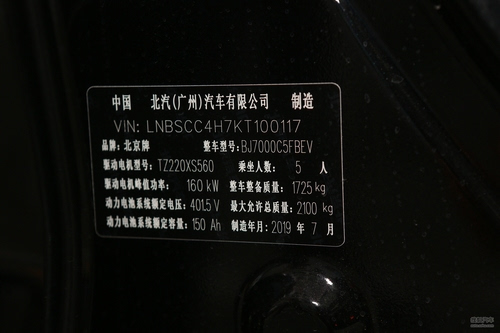 中国 北汽(广州)汽车有限公司 制造
VIN: LNBSCC4H7KT100117
品牌: 北京牌 整车型号: BJ7000C5FBEV
驱动电机型号: TZ220XS560 乘坐人数: 5 人
驱动电机峰值功率: 160 kW 整车整备质量: 1725 kg
动力电池系统额定电压: 401.5 V 最大允许总质量: 2100 kg
动力电池系统额定容量: 150 Ah 制造年月: 2019 年 7 月